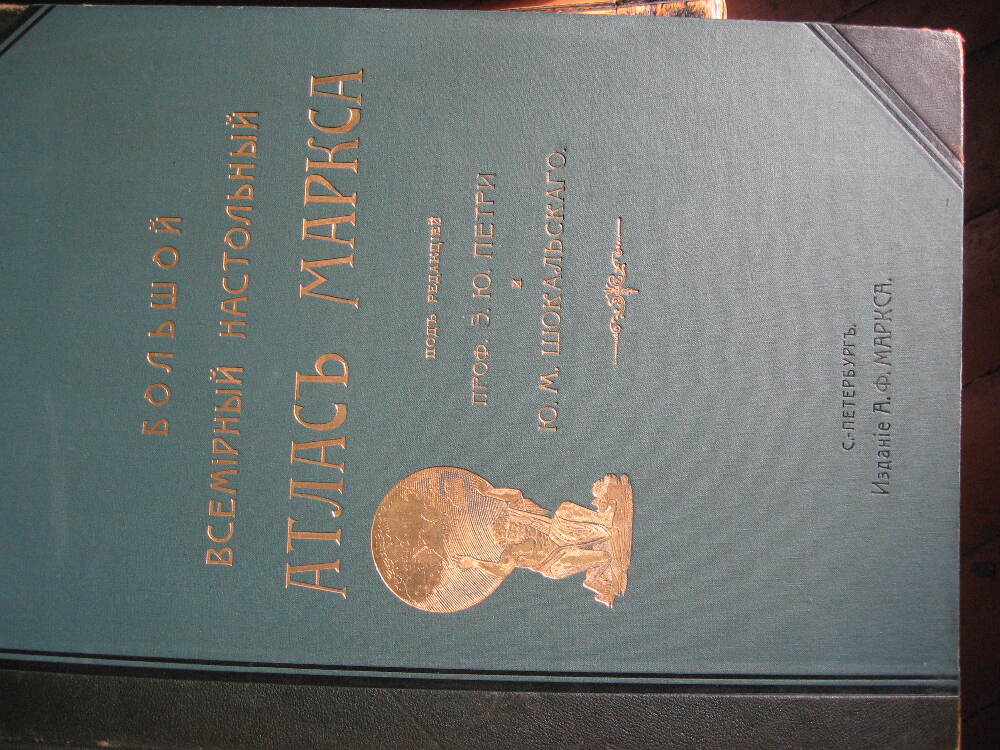 БОЛЬШОЙ
ВСЕМІРНЫЙ НАСТОЛЬНЫЙ
АТЛАСЪ МАРКСА
ПОДЪ РЕДАКЦІЕЙ
ПРОФ. Э. Ю. ПЕТРИ
И
Ю. М. ШОКАЛЬСКАГО.
С.-ПЕТЕРБУРГЪ.
Изданіе А. Ф. МАРКСА.